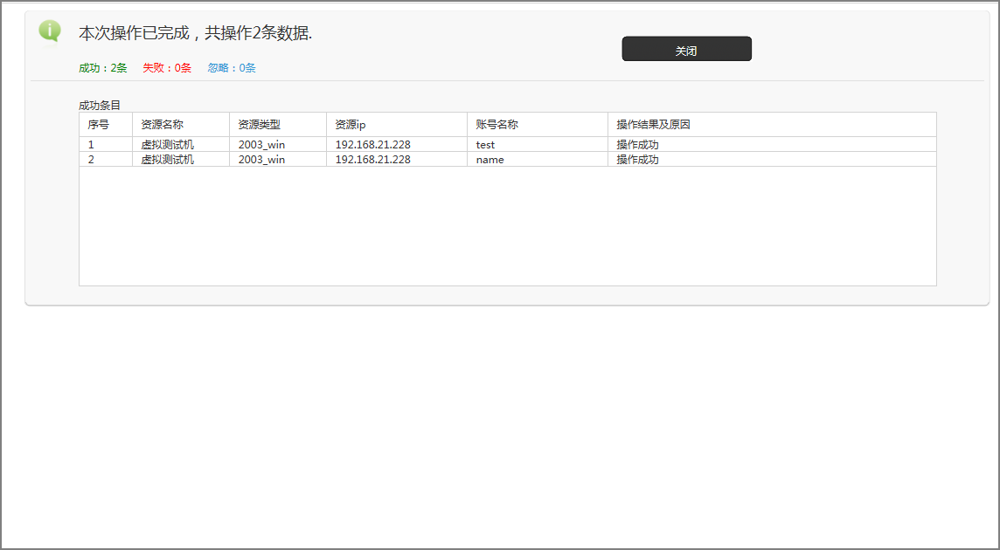 本次操作已完成，共操作2条数据.
关闭
成功：2条 失败：0条 忽略：0条
成功条目
序号 资源名称 资源类型 资源ip 账号名称 操作结果及原因
1 虚拟测试机 2003_win 192.168.21.228 test 操作成功
2 虚拟测试机 2003_win 192.168.21.228 name 操作成功